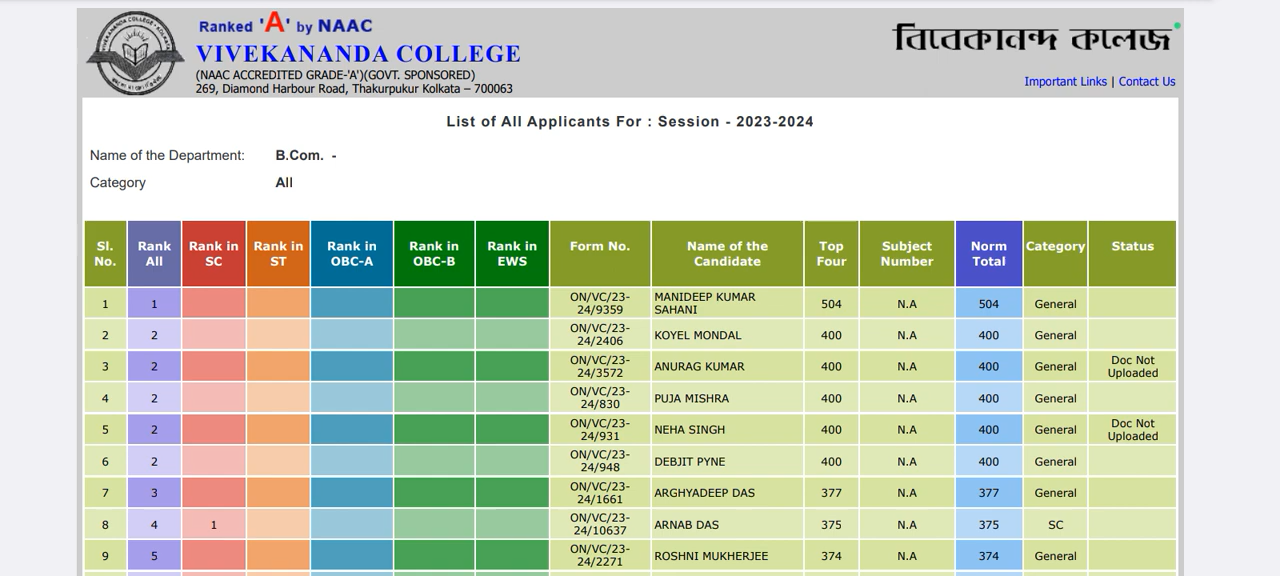 Ranked 'A' by NAAC
VIVEKANANDA COLLEGE
(NAAC ACCREDITED GRADE-'A')(GOVT. SPONSORED)
269, Diamond Harbour Road, Thakurpukur Kolkata – 700063
বিবেকানন্দ কলেজ
Important Links | Contact Us
List of All Applicants For : Session - 2023-2024
Name of the Department: B.Com. -
Category All
Sl. No. Rank All Rank in SC Rank in ST Rank in OBC-A Rank in OBC-B Rank in EWS Form No. Name of the Candidate Top Four Subject Number Norm Total Category Status
1 1 ON/VC/23-24/9359 MANIDEEP KUMAR SAHANI 504 N.A 504 General
2 2 ON/VC/23-24/2406 KOYEL MONDAL 400 N.A 400 General
3 2 ON/VC/23-24/3572 ANURAG KUMAR 400 N.A 400 General Doc Not Uploaded
4 2 ON/VC/23-24/830 PUJA MISHRA 400 N.A 400 General
5 2 ON/VC/23-24/931 NEHA SINGH 400 N.A 400 General Doc Not Uploaded
6 2 ON/VC/23-24/948 DEBJIT PYNE 400 N.A 400 General
7 3 ON/VC/23-24/1661 ARGHYADEEP DAS 377 N.A 377 General
8 4 1 ON/VC/23-24/10637 ARNAB DAS 375 N.A 375 SC
9 5 ON/VC/23-24/2271 ROSHNI MUKHERJEE 374 N.A 374 General